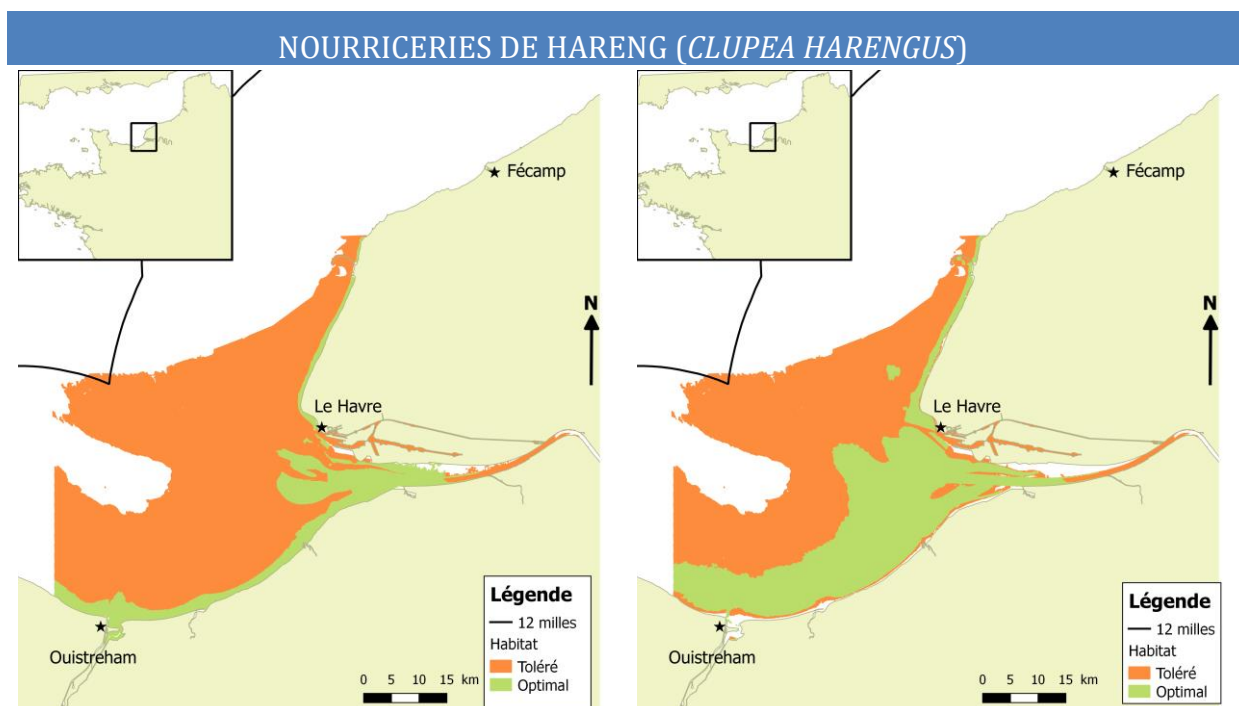 NOURRICERIES DE HARENG (CLUPEA HARENGUS)
Fécamp
N
Le Havre
Ouistreham
Légende
12 milles
Habitat
Toléré
Optimal
0 5 10 15 km
Fécamp
N
Le Havre
Ouistreham
Légende
12 milles
Habitat
Toléré
Optimal
0 5 10 15 km